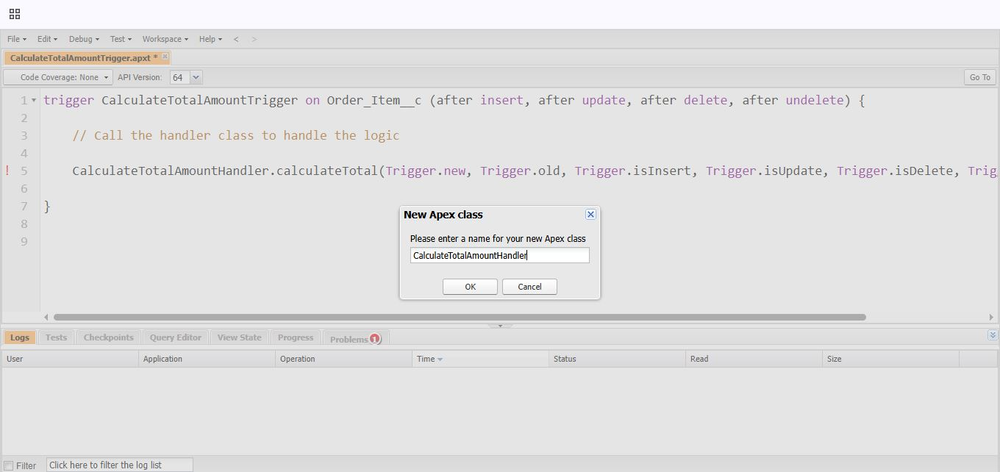 File Edit Debug Test Workspace Help < >
CalculateTotalAmountTrigger.apxt *
Code Coverage: None API Version: 64 Go To
1 trigger CalculateTotalAmountTrigger on Order_Item__c (after insert, after update, after delete, after undelete) {
2
3 // Call the handler class to handle the logic
4
! 5 CalculateTotalAmountHandler.calculateTotal(Trigger.new, Trigger.old, Trigger.isInsert, Trigger.isUpdate, Trigger.isDelete, Trig
6
7 }
8
9
New Apex class
Please enter a name for your new Apex class
CalculateTotalAmountHandler
OK Cancel
Logs Tests Checkpoints Query Editor View State Progress Problems 1
User Application Operation Time Status Read Size
Filter Click here to filter the log list